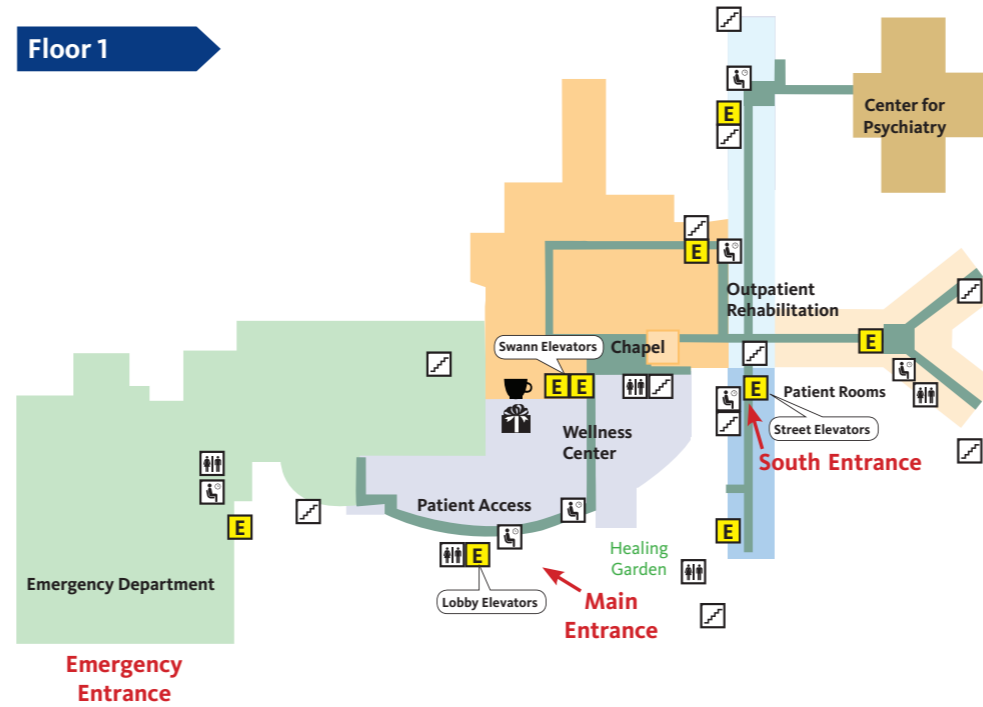 Floor 1
E
Center for
Psychiatry
E
Outpatient
Rehabilitation
Swann Elevators
Chapel
E
E
E
E
Patient Rooms
Street Elevators
Wellness
Center
South Entrance
Patient Access
E
E
E
Healing
Garden
Emergency Department
Lobby Elevators
Main
Entrance
Emergency
Entrance